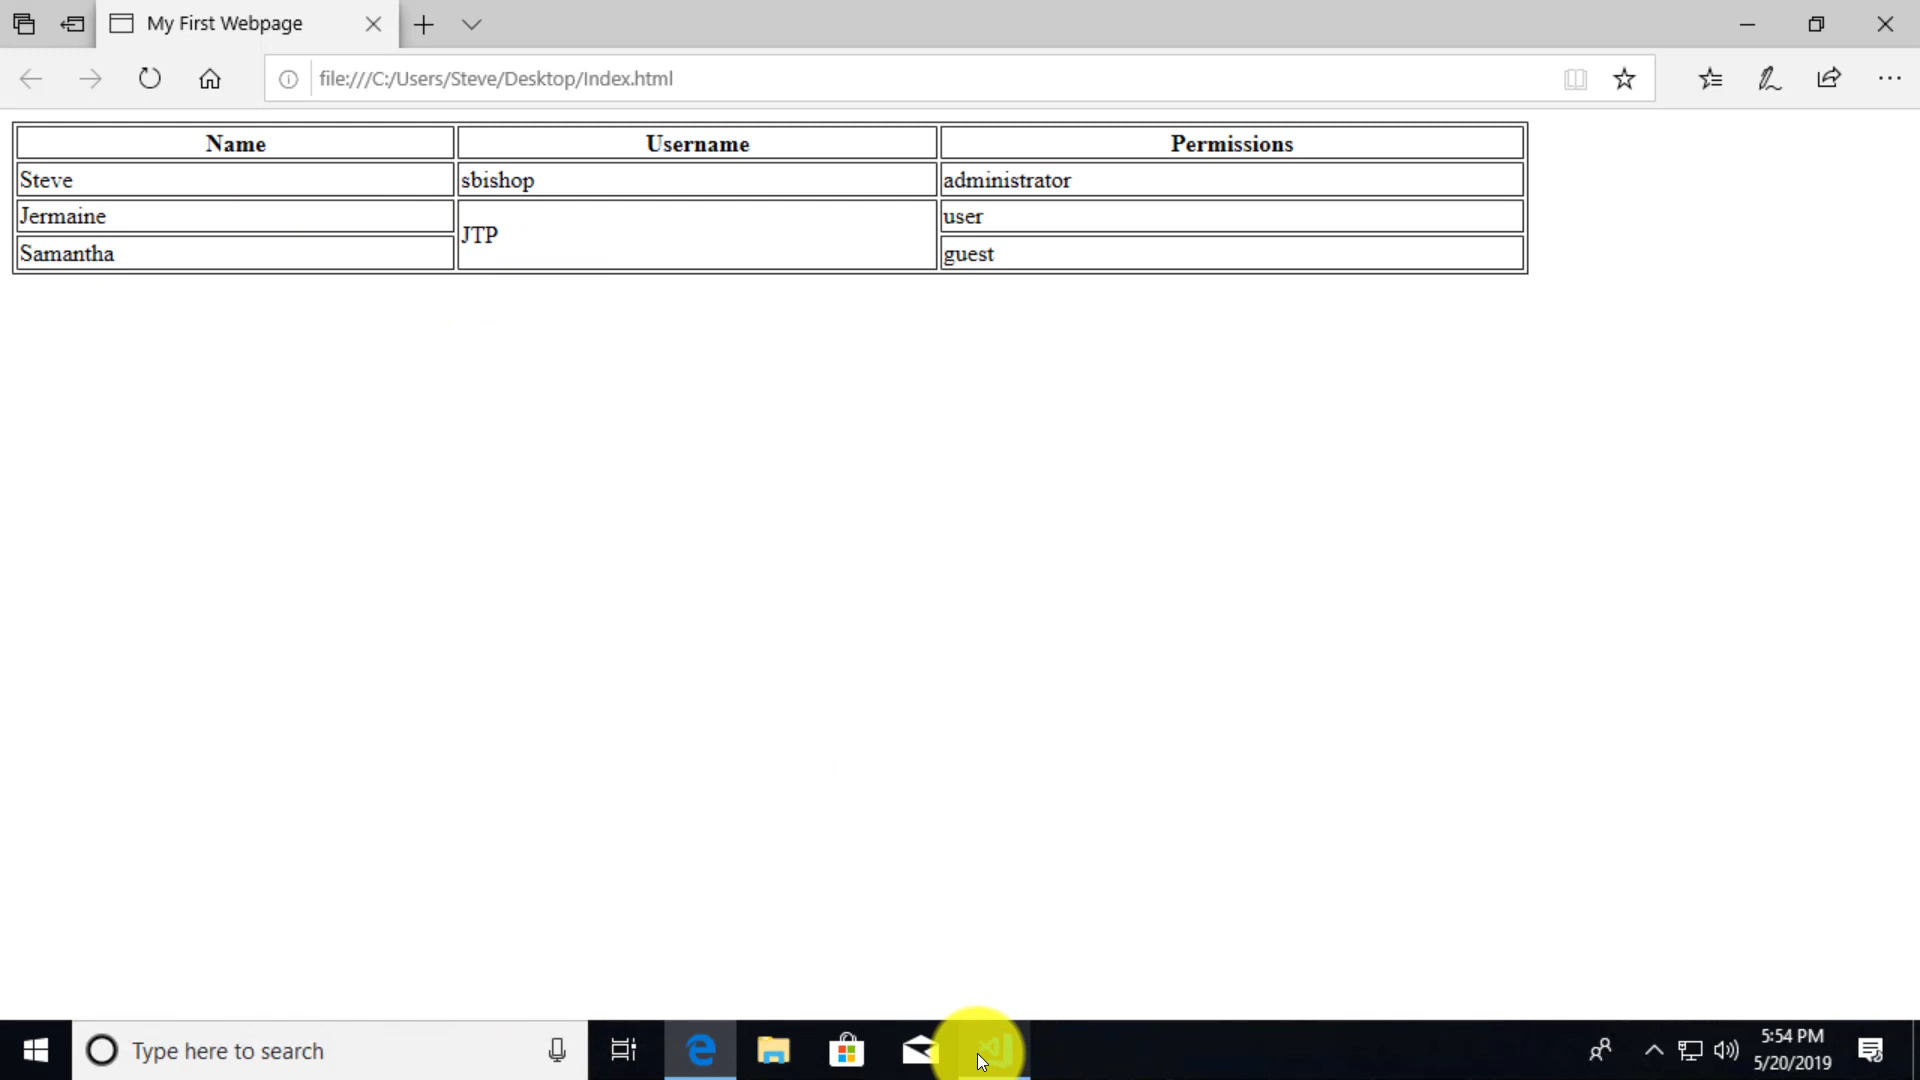 My First Webpage
file:///C:/Users/Steve/Desktop/Index.html
Name Username Permissions
Steve sbishop administrator
Jermaine JTP user
Samantha guest
Type here to search
5:54 PM
5/20/2019